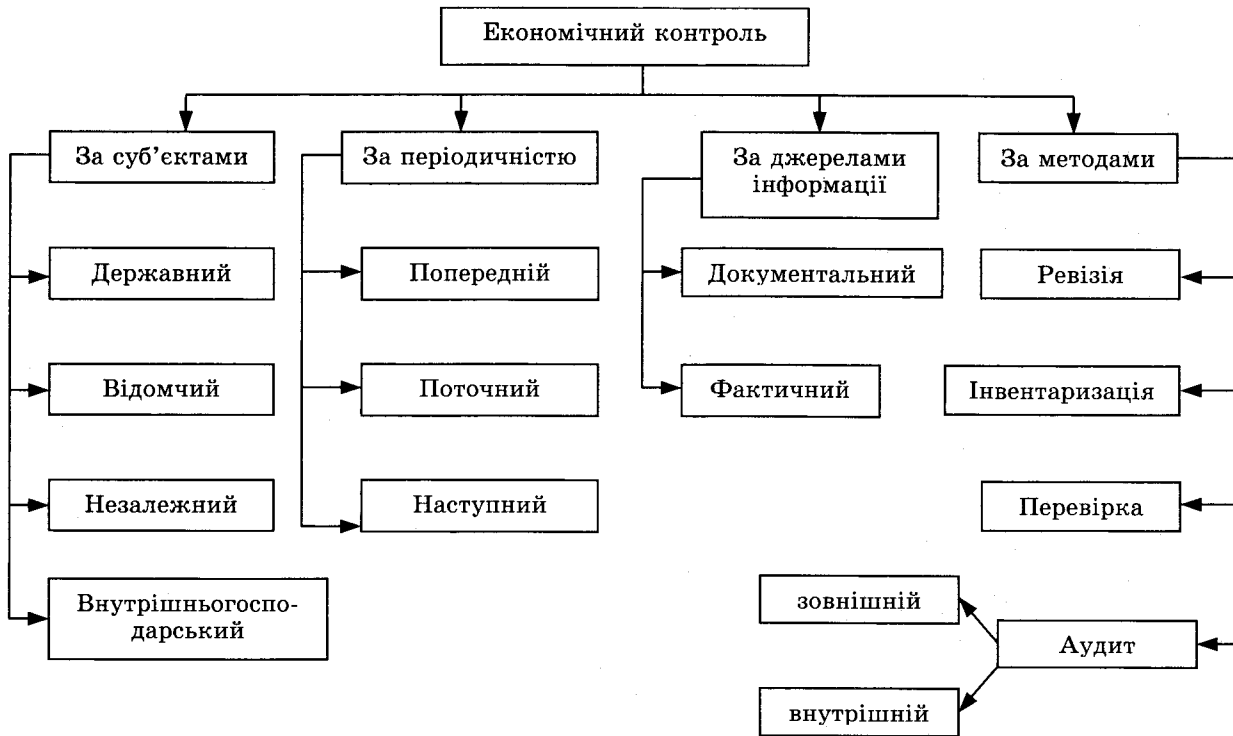 Економічний контроль
За суб’єктами
За періодичністю
За джерелами
інформації
За методами
Державний
Попередній
Документальний
Ревізія
Відомчий
Поточний
Фактичний
Інвентаризація
Незалежний
Наступний
Перевірка
Внутрішньогоспо-
дарський
зовнішній
Аудит
внутрішній